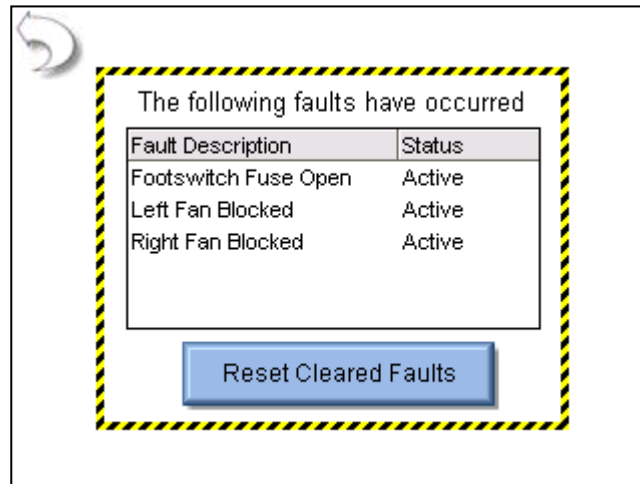 The following faults have occurred
Fault Description Status
Footswitch Fuse Open Active
Left Fan Blocked Active
Right Fan Blocked Active
Reset Cleared Faults